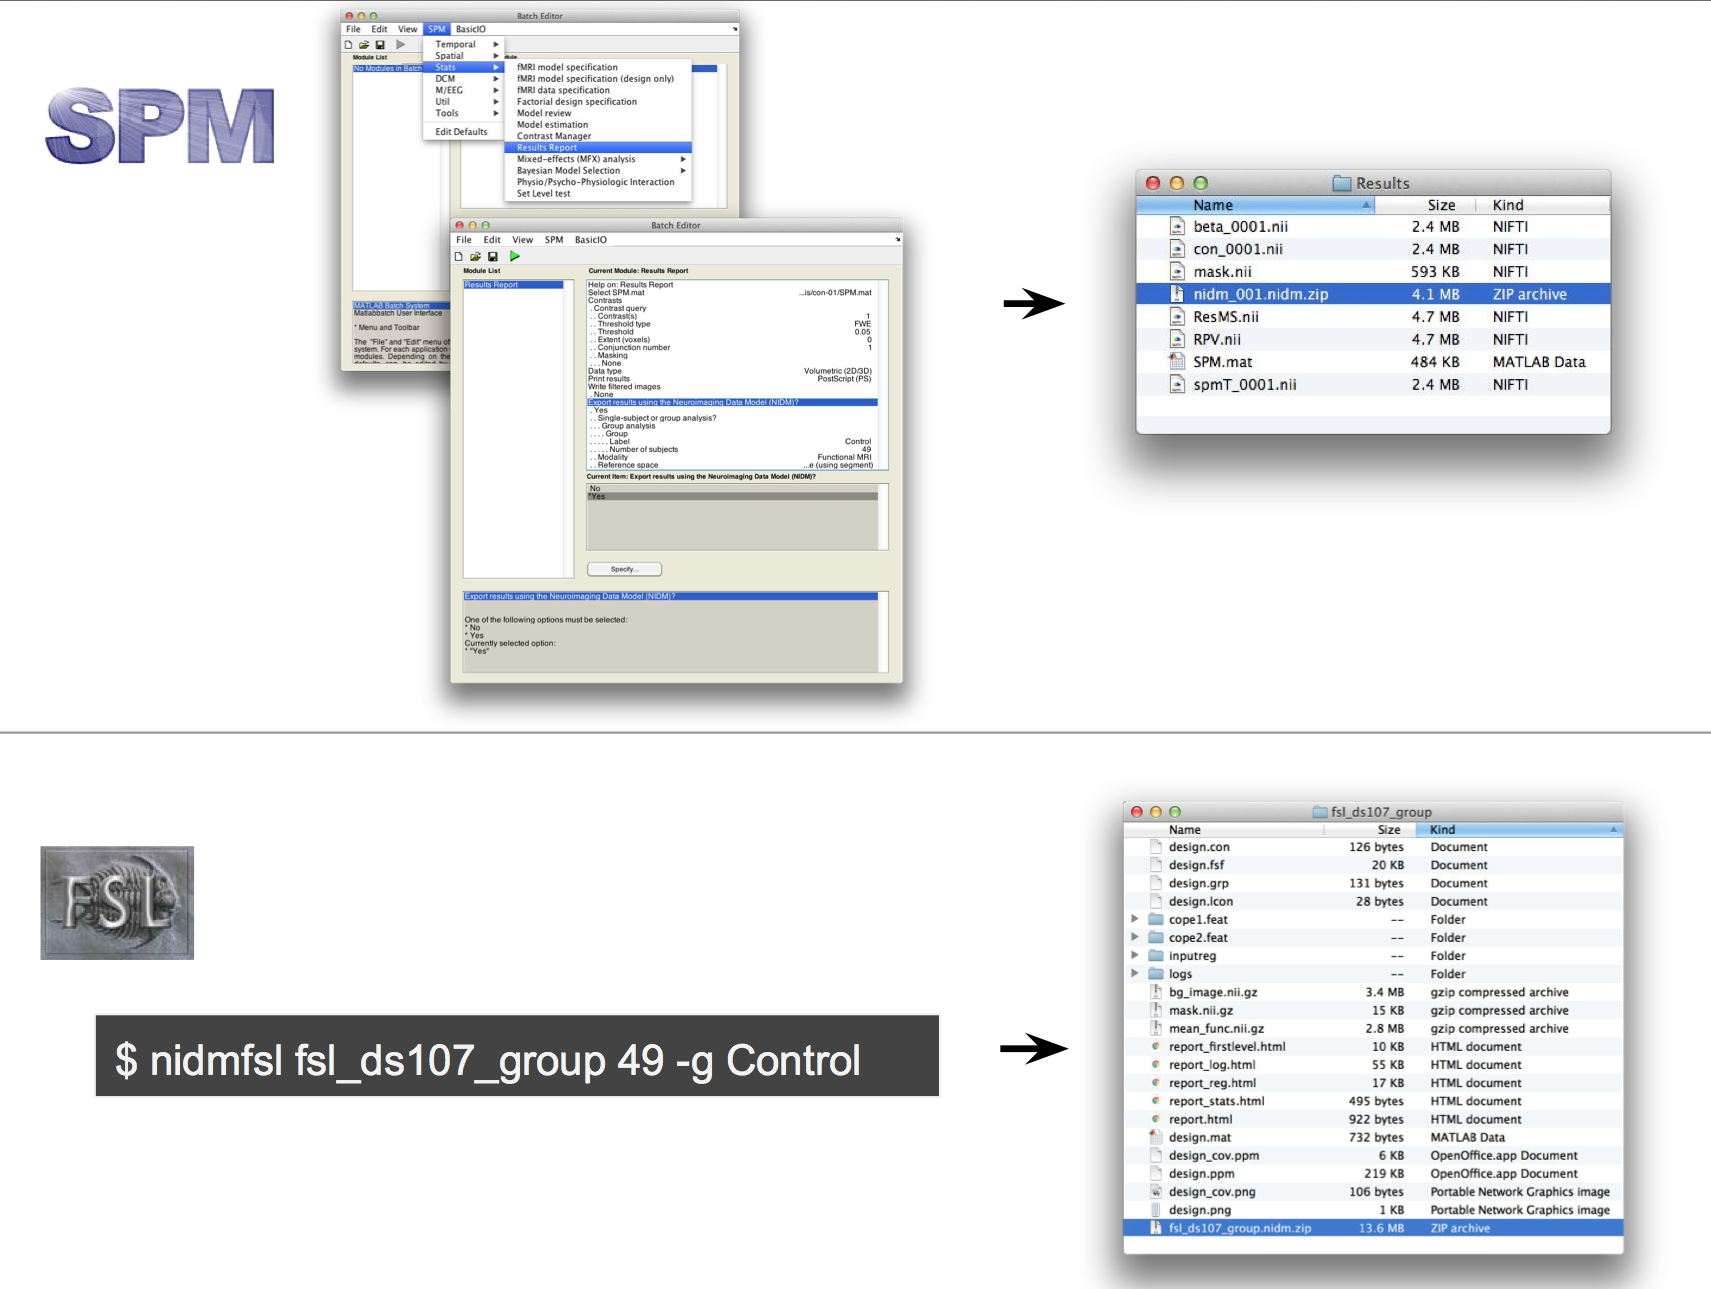 SPM
Batch Editor
File Edit View SPM BasicIO
Module List
No Modules in Batch
Temporal
Spatial
Stats
DCM
M/EEG
Util
Tools
Edit Defaults
fMRI model specification
fMRI model specification (design only)
fMRI data specification
Factorial design specification
Model review
Model estimation
Contrast Manager
Results Report
Mixed-effects (MFX) analysis
Bayesian Model Selection
Physio/Psycho-Physiologic Interaction
Set Level test
MATLAB Batch System
Matlabbatch User Interface
* Menu and Toolbar
The "File" and "Edit" menu of
system. For each application
modules. Depending on the
Batch Editor
File Edit View SPM BasicIO
Module List Current Module: Results Report
Results Report
Help on: Results Report
Select SPM.mat ...is/con-01/SPM.mat
Contrasts
. Contrast query
. . Contrast(s) 1
. . Threshold type FWE
. . Threshold 0.05
. . Extent (voxels) 0
. . Conjunction number 1
. . Masking
. . . None
Data type Volumetric (2D/3D)
Print results PostScript (PS)
Write filtered images
. None
Export results using the Neuroimaging Data Model (NIDM)?
. Yes
. . Single-subject or group analysis?
. . . Group analysis
. . . . Group
. . . . . Label Control
. . . . . Number of subjects 49
. . Modality Functional MRI
. . Reference space ...e (using segment)
Current Item: Export results using the Neuroimaging Data Model (NIDM)?
No
*Yes
Specify...
Export results using the Neuroimaging Data Model (NIDM)?
One of the following options must be selected:
* No
* Yes
Currently selected option:
* "Yes"
Results
Name Size Kind
beta_0001.nii 2.4 MB NIFTI
con_0001.nii 2.4 MB NIFTI
mask.nii 593 KB NIFTI
nidm_001.nidm.zip 4.1 MB ZIP archive
ResMS.nii 4.7 MB NIFTI
RPV.nii 4.7 MB NIFTI
SPM.mat 484 KB MATLAB Data
spmT_0001.nii 2.4 MB NIFTI
FSL
$ nidmfsl fsl_ds107_group 49 -g Control
fsl_ds107_group
Name Size Kind
design.con 126 bytes Document
design.fsf 20 KB Document
design.grp 131 bytes Document
design.lcon 28 bytes Document
cope1.feat -- Folder
cope2.feat -- Folder
inputreg -- Folder
logs -- Folder
bg_image.nii.gz 3.4 MB gzip compressed archive
mask.nii.gz 15 KB gzip compressed archive
mean_func.nii.gz 2.8 MB gzip compressed archive
report_firstlevel.html 10 KB HTML document
report_log.html 55 KB HTML document
report_reg.html 17 KB HTML document
report_stats.html 495 bytes HTML document
report.html 922 bytes HTML document
design.mat 732 bytes MATLAB Data
design_cov.ppm 6 KB OpenOffice.app Document
design.ppm 219 KB OpenOffice.app Document
design_cov.png 106 bytes Portable Network Graphics image
design.png 1 KB Portable Network Graphics image
fsl_ds107_group.nidm.zip 13.6 MB ZIP archive